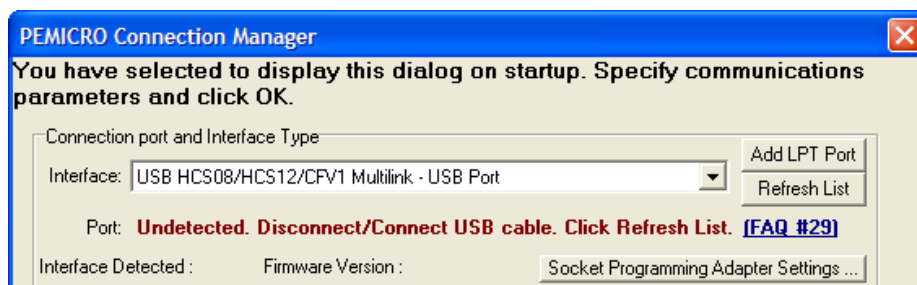 PEMICRO Connection Manager
You have selected to display this dialog on startup. Specify communications
parameters and click OK.
Connection port and Interface Type
Add LPT Port
Interface: USB HCS08/HCS12/CFV1 Multilink - USB Port
Refresh List
Port: Undetected. Disconnect/Connect USB cable. Click Refresh List. (FAQ #29)
Interface Detected : Firmware Version : Socket Programming Adapter Settings ...